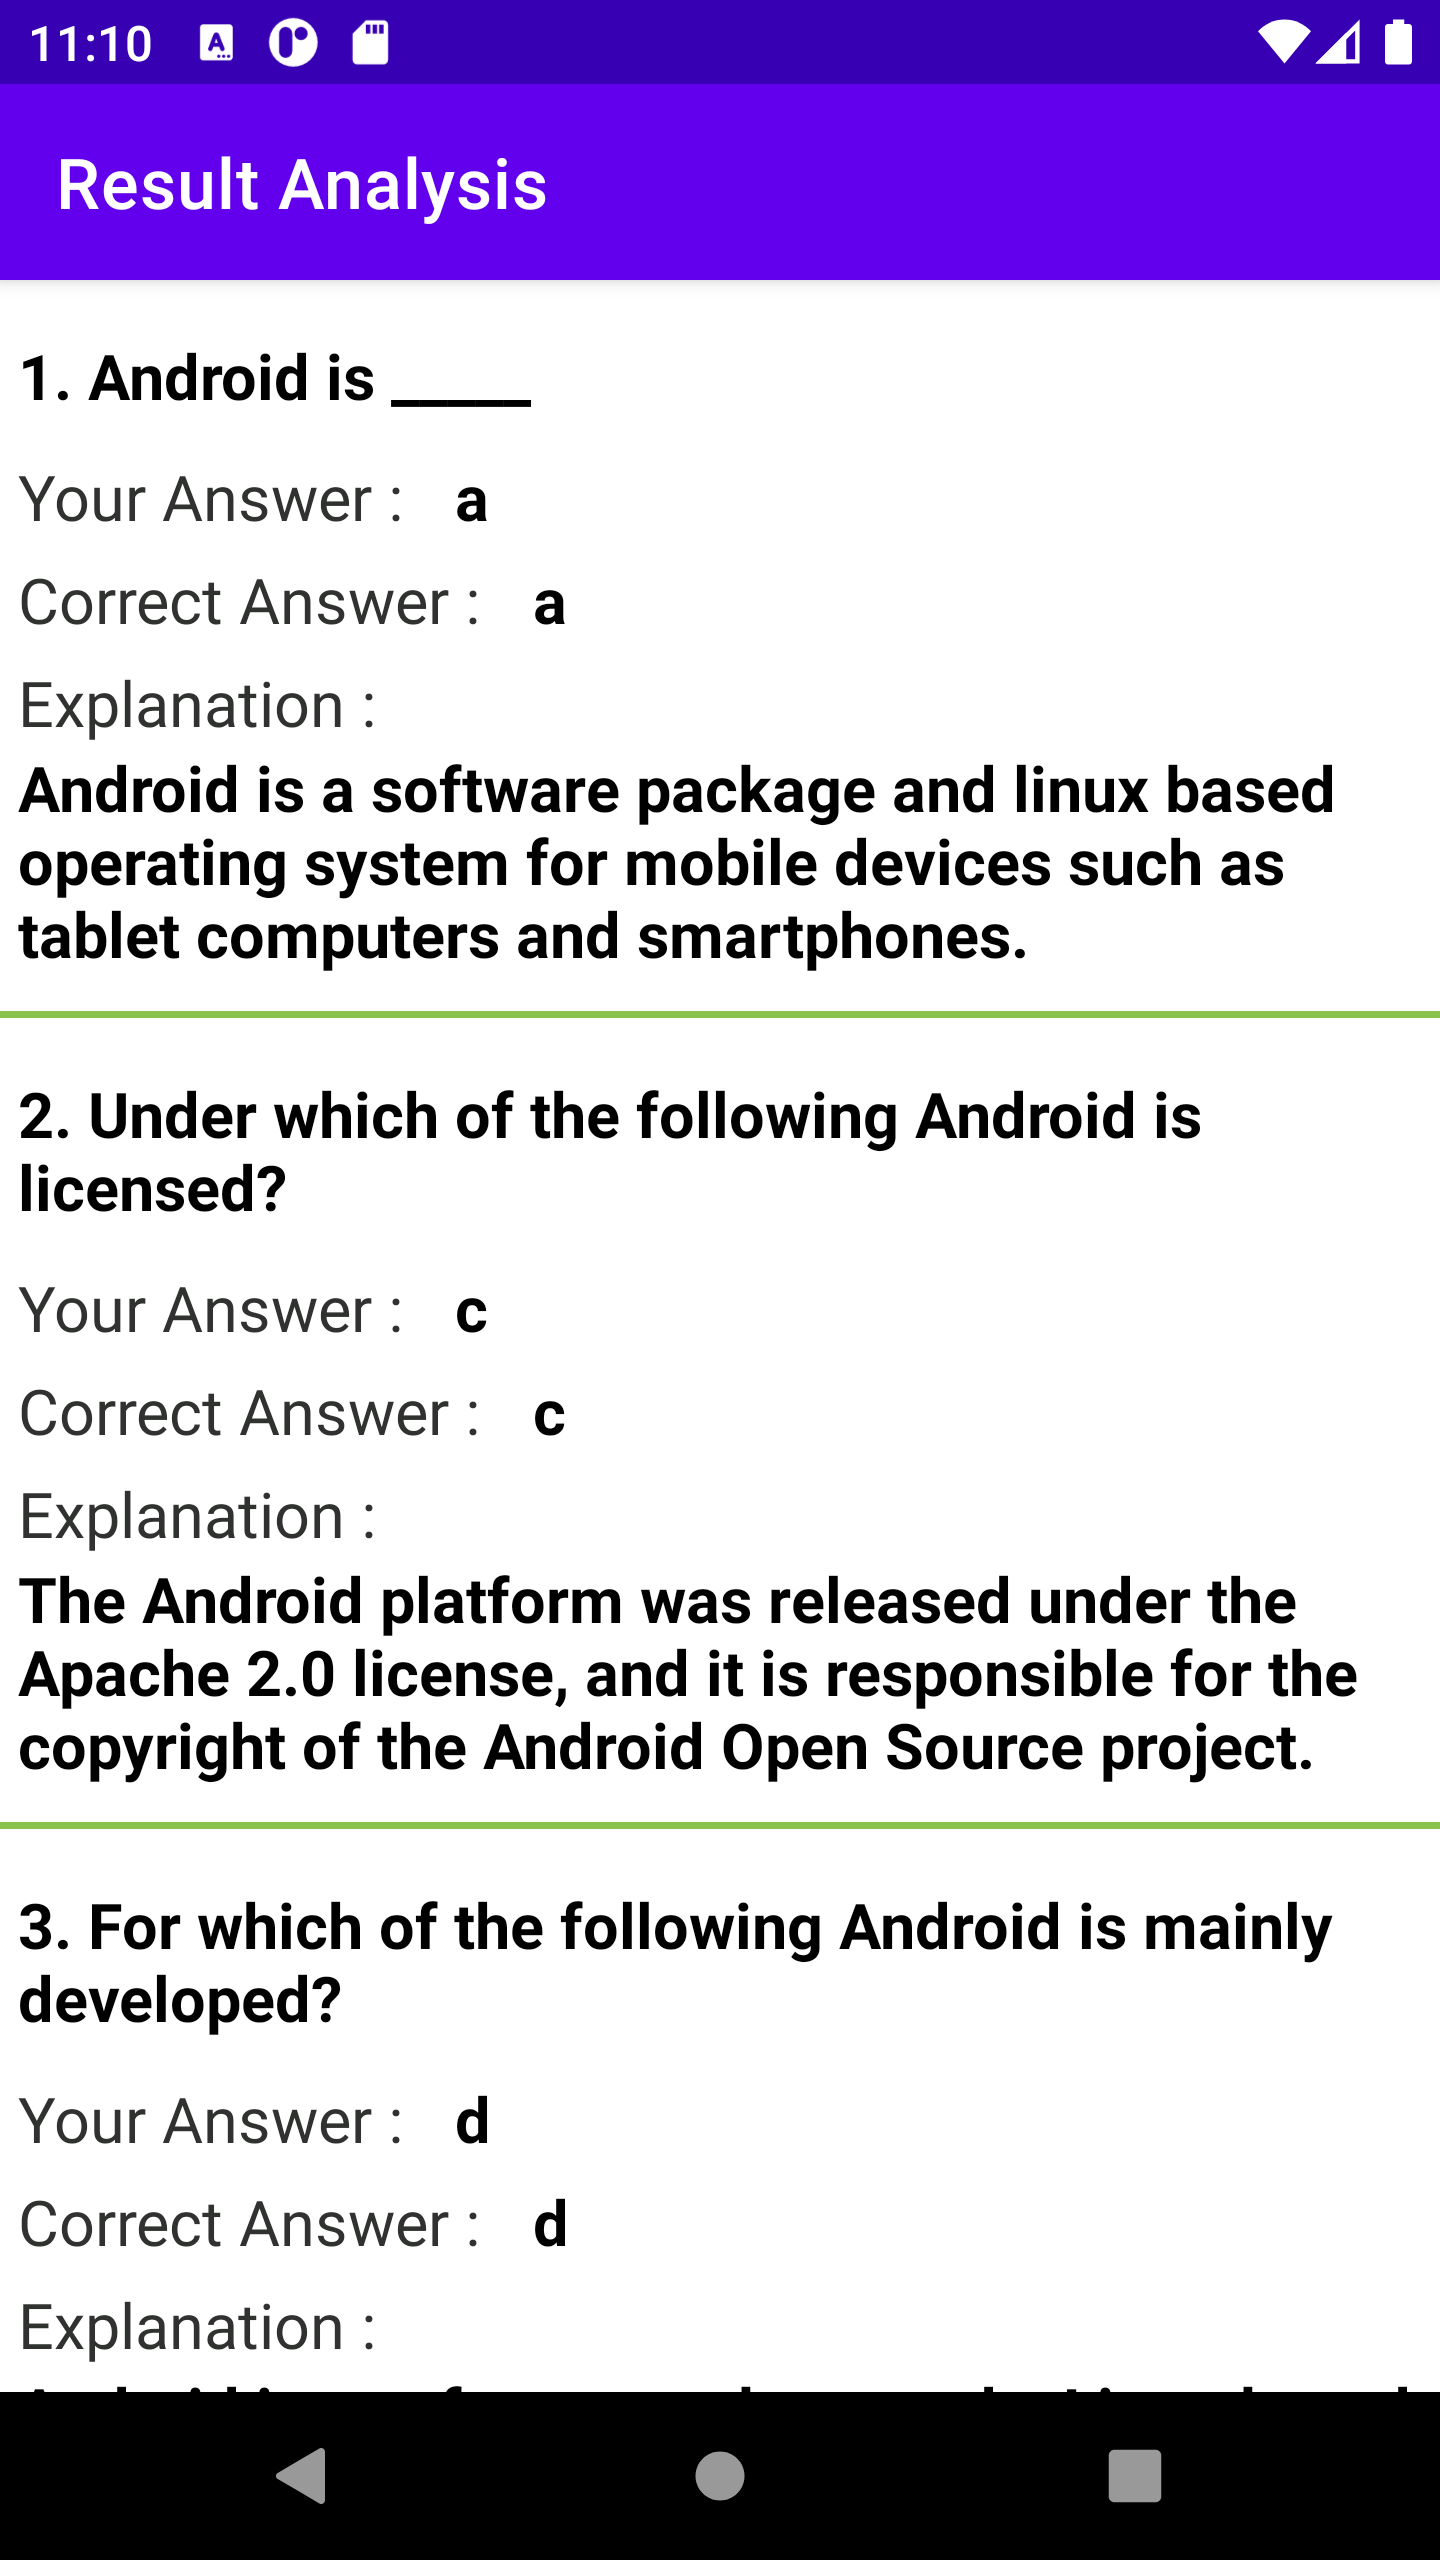 11:10
Result Analysis
1. Android is _____
Your Answer : a
Correct Answer : a
Explanation :
Android is a software package and linux based
operating system for mobile devices such as
tablet computers and smartphones.
2. Under which of the following Android is
licensed?
Your Answer : c
Correct Answer : c
Explanation :
The Android platform was released under the
Apache 2.0 license, and it is responsible for the
copyright of the Android Open Source project.
3. For which of the following Android is mainly
developed?
Your Answer : d
Correct Answer : d
Explanation :